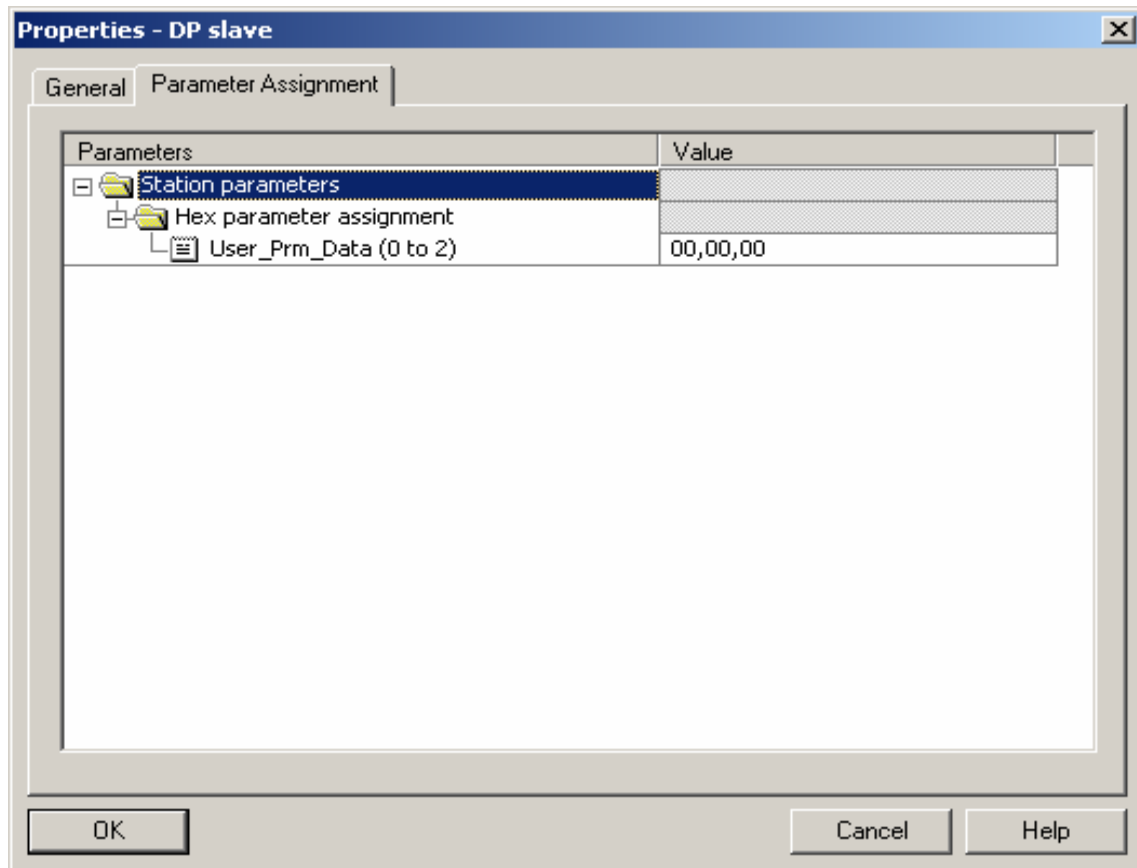 Properties - DP slave
General Parameter Assignment
Parameters Value
Station parameters
Hex parameter assignment
User_Prm_Data (0 to 2) 00,00,00
OK Cancel Help